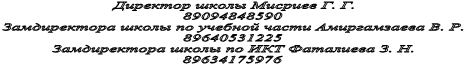 Директор школы Мисриев Г. Г.
89094848590
Замдиректора школы по учебной части Амиргамзаева В. Р.
89640531225
Замдиректора школы по ИКТ Фаталиева З. Н.
89634175976